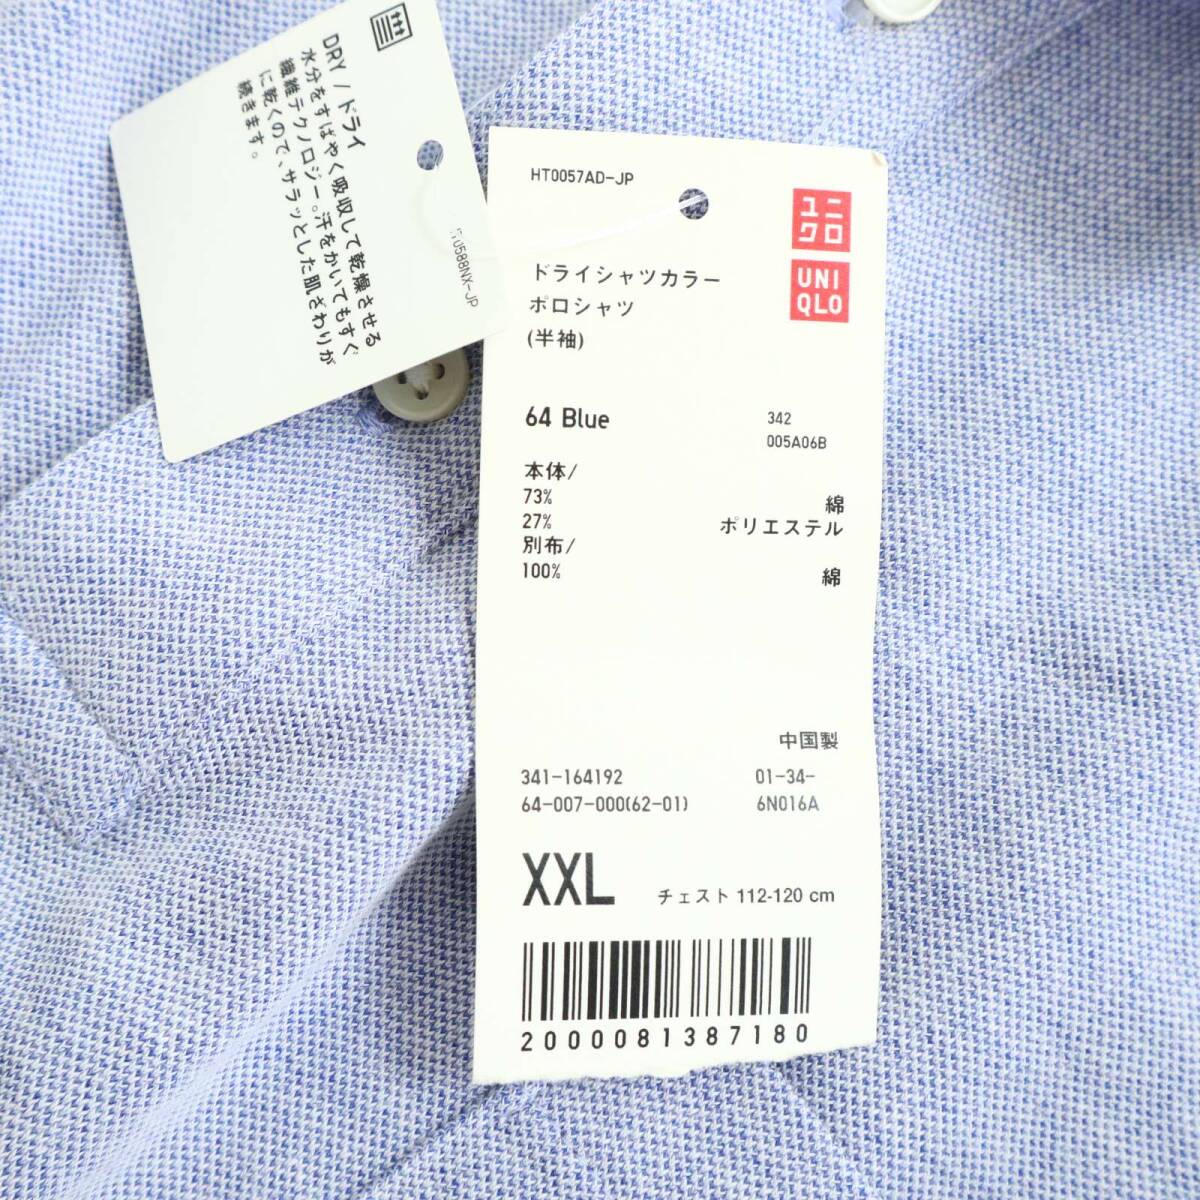 DRY / ドライ
水分をすばやく吸収して乾燥させる
繊維テクノロジー。汗をかいてもすぐ
に乾くので、サラッとした肌ざわりが
続きます。
T0588NX-JP
HT0057AD-JP
ユニ
クロ
UNI
QLO
ドライシャツカラー
ポロシャツ
(半袖)
64 Blue
342
005A06B
本体/
73% 綿
27% ポリエステル
別布/
100% 綿
中国製
341-164192 01-34-
64-007-000(62-01) 6N016A
XXL チェスト 112-120 cm
2000081387180